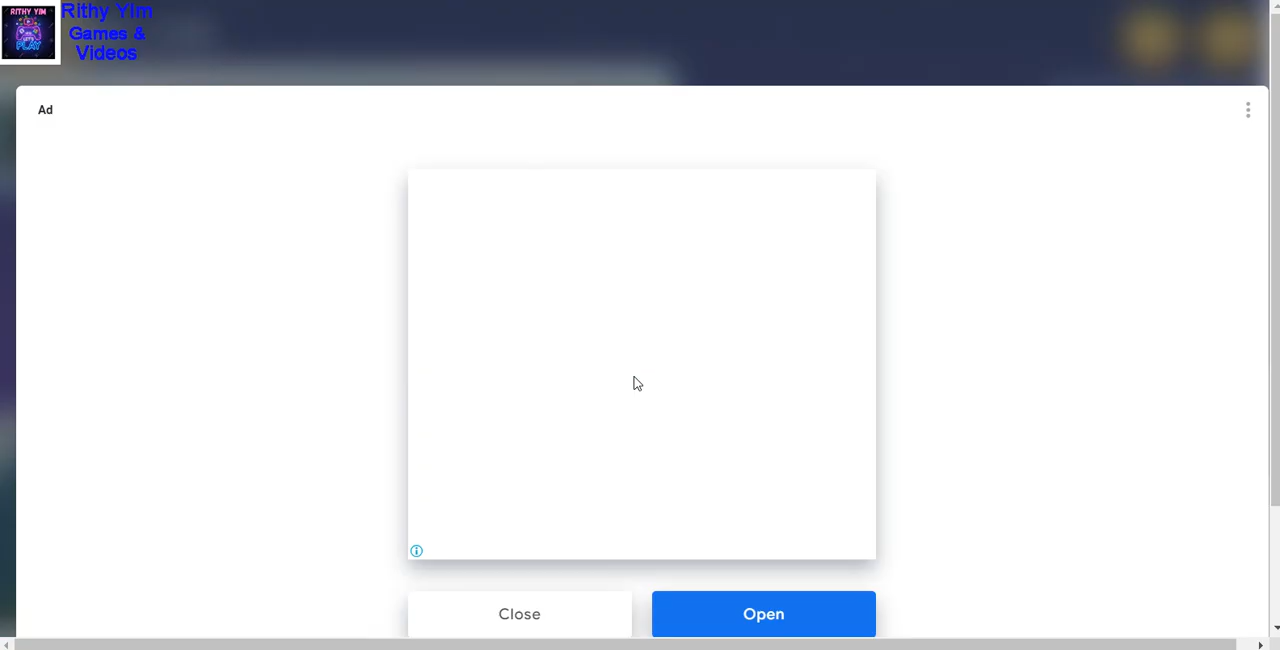 RITHY YIM
PLAY
Rithy Yim
Games &
Videos
Ad
Close
Open